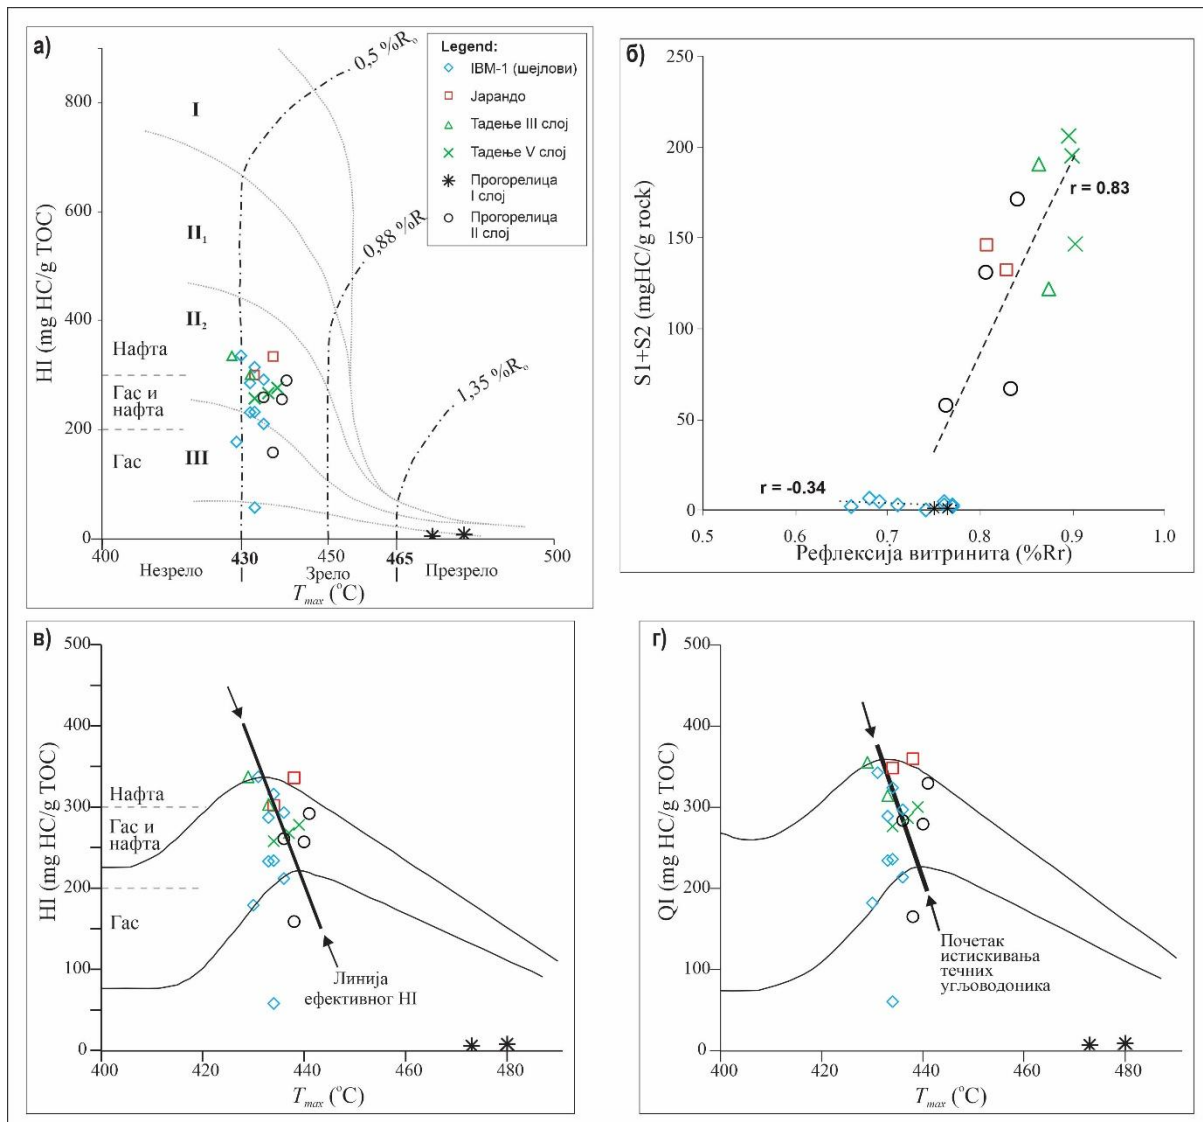 а)
HI (mg HC/g TOC)
800
600
400
200
0
I
II₁
II₂
III
Нафта
Гас и
нафта
Гас
0,5 %Rₒ
0,88 %R
1,35 %Rₒ
Legend:
IBM-1 (шејлови)
Јарандо
Тадење III слој
Тадење V слој
Прогорелица
I слој
Прогорелица
II слој
400
430
450
465
500
Незрело
Зрело
Презрело
Tmax (°C)
б)
S1+S2 (mgHC/g rock)
250
200
150
100
50
0
r = 0.83
r = -0.34
0.5
0.6
0.7
0.8
0.9
1.0
Рефлексија витринита (%Rr)
в)
HI (mg HC/g TOC)
500
400
300
200
100
0
Нафта
Гас и
нафта
Гас
Линија
ефективног HI
400
420
440
460
480
Tmax (°C)
г)
QI (mg HC/g TOC)
500
400
300
200
100
0
Почетак
истискивања
течних
угљоводоника
400
420
440
460
480
Tmax (°C)